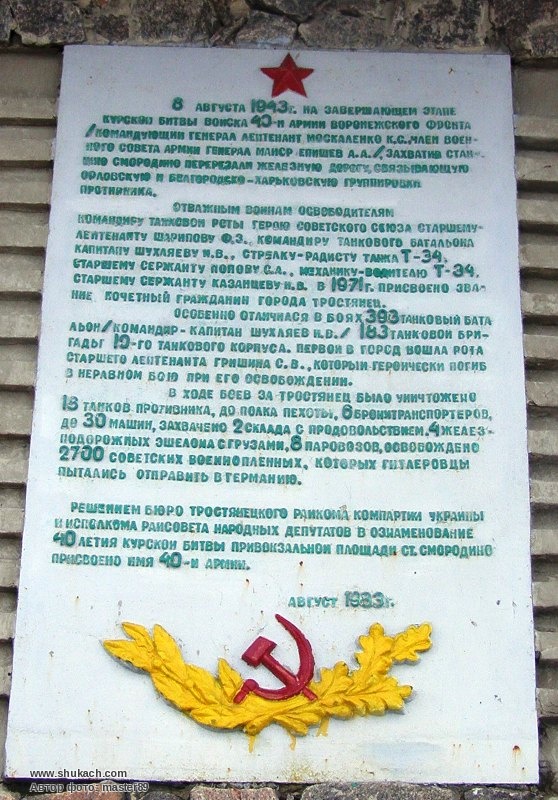 8 АВГУСТА 1943г. НА ЗАВЕРШАЮЩЕМ ЭТАПЕ
КУРСКОЙ БИТВЫ ВОЙСКА 40-й АРМИИ ВОРОНЕЖСКОГО ФРОНТА
/КОМАНДУЮЩИЙ ГЕНЕРАЛ ЛЕЙТЕНАНТ МОСКАЛЕНКО К.С. ЧЛЕН ВОЕН-
НОГО СОВЕТА АРМИИ ГЕНЕРАЛ МАЙОР ЕПИШЕВ А.А./, ЗАХВАТИВ СТАН-
ЦИЮ СМОРОДИНО ПЕРЕРЕЗАЛИ ЖЕЛЕЗНУЮ ДОРОГУ, СВЯЗЫВАЮЩУЮ
ОРЛОВСКУЮ И БЕЛГОРОДСКО-ХАРЬКОВСКУЮ ГРУППИРОВКИ
ПРОТИВНИКА.
ОТВАЖНЫМ ВОИНАМ ОСВОБОДИТЕЛЯМ
КОМАНДИРУ ТАНКОВОЙ РОТЫ ГЕРОЮ СОВЕТСКОГО СОЮЗА СТАРШЕМУ-
ЛЕЙТЕНАНТУ ШАРИПОВУ Ф.З., КОМАНДИРУ ТАНКОВОГО БАТАЛЬОНА
КАПИТАНУ ШУХЛЯЕВУ И.В., СТРЕЛКУ-РАДИСТУ ТАНКА Т-34,
СТАРШЕМУ СЕРЖАНТУ ПОПОВУ С.А., МЕХАНИКУ-ВОДИТЕЛЮ Т-34,
СТАРШЕМУ СЕРЖАНТУ КАЗАНЦЕВУ Н.В. В 1971г. ПРИСВОЕНО ЗВА-
НИЕ ПОЧЕТНЫЙ ГРАЖДАНИН ГОРОДА ТРОСТЯНЕЦ.
ОСОБЕННО ОТЛИЧИЛСЯ В БОЯХ 393 ТАНКОВЫЙ БАТА
ЛЬОН/КОМАНДИР-КАПИТАН ШУХЛЯЕВ И.В./ 183 ТАНКОВОЙ БРИ-
ГАДЫ 10-го ТАНКОВОГО КОРПУСА. ПЕРВОЙ В ГОРОД ВОШЛА РОТА
СТАРШЕГО ЛЕЙТЕНАНТА ГРИШИНА С.В., КОТОРЫЙ ГЕРОИЧЕСКИ ПОГИБ
В НЕРАВНОМ БОЮ ПРИ ЕГО ОСВОБОЖДЕНИИ.
В ХОДЕ БОЕВ ЗА ТРОСТЯНЕЦ БЫЛО УНИЧТОЖЕНО
ТАНКОВ ПРОТИВНИКА, ДО ПОЛКА ПЕХОТЫ, 6 БРОНИТРАНСПОРТЕРОВ,
ДО 30 МАШИН, ЗАХВАЧЕНО 2 СКЛАДА С ПРОДОВОЛЬСТВИЕМ, 4 ЖЕЛЕЗ-
ПОДОРОЖНЫХ ЭШЕЛОНА С ГРУЗАМИ, 8 ПАРОВОЗОВ, ОСВОБОЖДЕНО
2700 СОВЕТСКИХ ВОЕННОПЛЕННЫХ, КОТОРЫХ ГИТЛЕРОВЦЫ
ПЫТАЛИСЬ ОТПРАВИТЬ В ГЕРМАНИЮ.
РЕШЕНИЕМ БЮРО ТРОСТЯНЕЦКОГО РАЙКОМА КОМПАРТИИ УКРАИНЫ
И ИСПОЛКОМА РАЙСОВЕТА НАРОДНЫХ ДЕПУТАТОВ В ОЗНАМЕНОВАНИЕ
40 ЛЕТИЯ КУРСКОЙ БИТВЫ ПРИВОКЗАЛЬНОЙ ПЛОЩАДИ СТ. СМОРОДИНО
ПРИСВОЕНО ИМЯ 40-й АРМИИ.
АВГУСТ 1983г.
www.shukach.com
Автор фото: master69